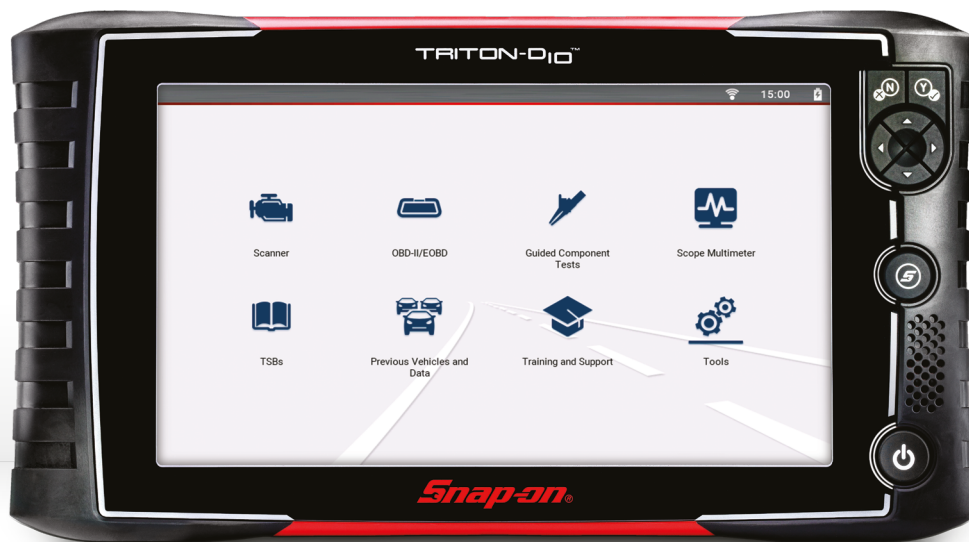 TRITON-D10™
15:00
Scanner
OBD-II/EOBD
Guided Component
Tests
Scope Multimeter
TSBs
Previous Vehicles and
Data
Training and Support
Tools
N
Y
S
Snap-on®